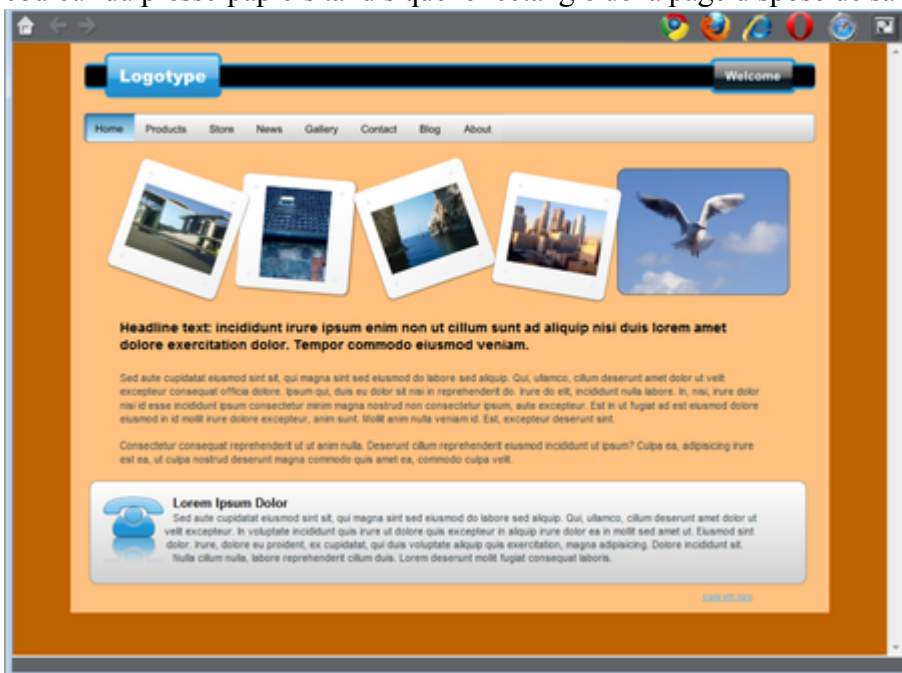 Logotype
Welcome
Home Products Store News Gallery Contact Blog About
Headline text: incididunt irure ipsum enim non ut cillum sunt ad aliquip nisi duis lorem amet
dolore exercitation dolor. Tempor commodo eiusmod veniam.
Sed aute cupidatat eiusmod sint sit, qui magna sint sed eiusmod do labore sed aliquip. Qui, ullamco, cillum deserunt amet dolor ut velit
excepteur consequat officia dolore. Ipsum qui, duis eu dolor sit nisi in reprehenderit do. Irure do elit, incididunt nulla labore. In, nisi, irure dolor
nisi id esse incididunt ipsum consectetur minim magna nostrud non consectetur ipsum, aute excepteur. Est in ut fugiat ad est eiusmod dolore
eiusmod in id mollit irure dolore excepteur, anim sunt. Mollit anim nulla veniam id. Est, excepteur deserunt sint.
Consectetur consequat reprehenderit ut ut anim nulla. Deserunt cillum reprehenderit eiusmod incididunt ut ipsum? Culpa ea, adipisicing irure
est ea, ut culpa nostrud deserunt magna commodo quis amet ea, commodo culpa velit.
Lorem Ipsum Dolor
Sed aute cupidatat eiusmod sint sit, qui magna sint sed eiusmod do labore sed aliquip. Qui, ullamco, cillum deserunt amet dolor ut
velit excepteur. In voluptate incididunt quis irure ut dolore quis excepteur in aliquip irure dolor ea in mollit sed amet ut. Eiusmod sint
dolor. Irure, dolore eu proident, ex cupidatat, qui duis voluptate aliquip quis exercitation, magna adipisicing. Dolore incididunt sit.
Nulla cillum nulla, labore reprehenderit cillum duis. Lorem deserunt mollit fugiat consequat laboris.